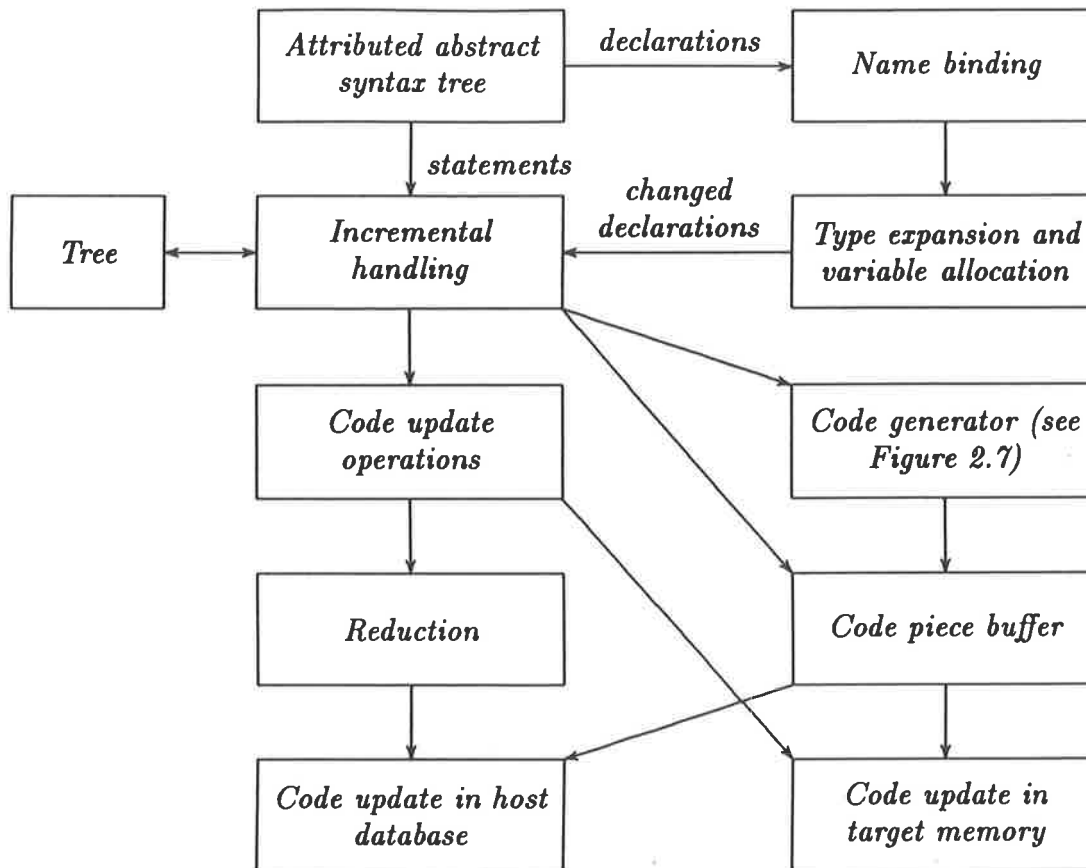 Attributed abstract
syntax tree
declarations
Name binding
statements
Tree
Incremental
handling
changed
declarations
Type expansion and
variable allocation
Code update
operations
Code generator (see
Figure 2.7)
Reduction
Code piece buffer
Code update in host
database
Code update in
target memory